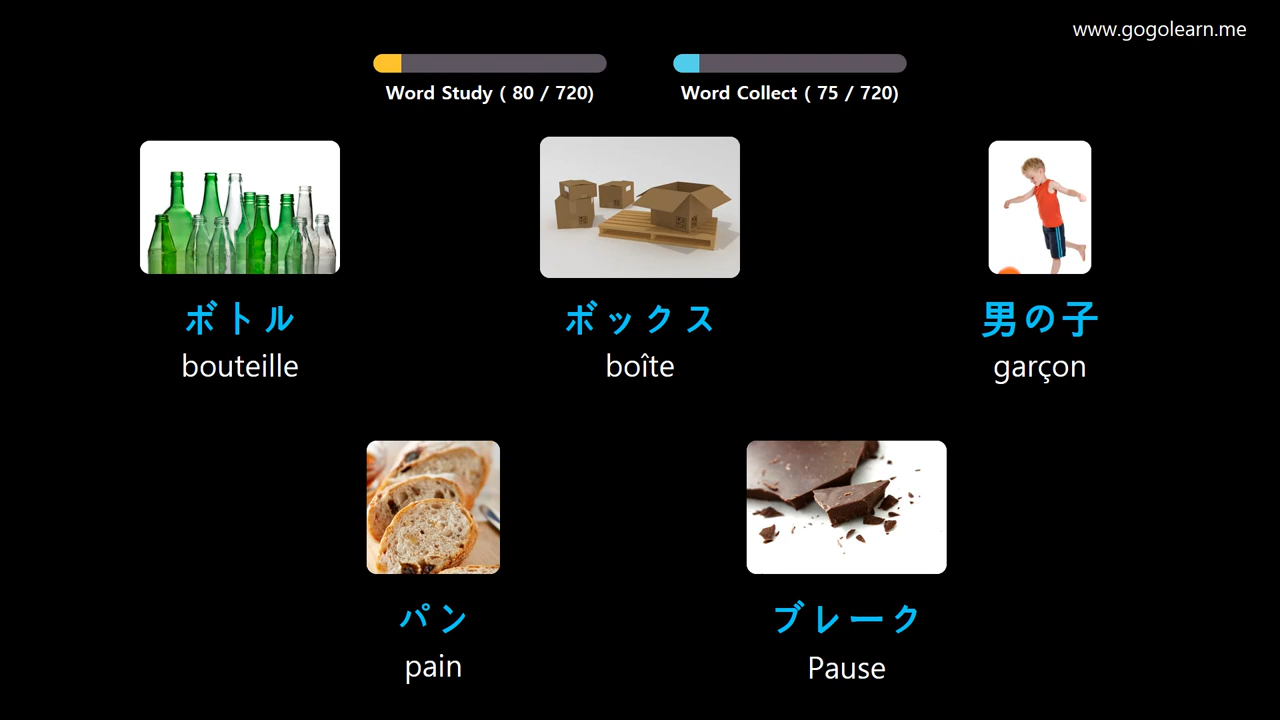 www.gogolearn.me
Word Study ( 80 / 720)
Word Collect ( 75 / 720)
ボトル
bouteille
ボックス
boîte
男の子
garçon
パン
pain
ブレーク
Pause